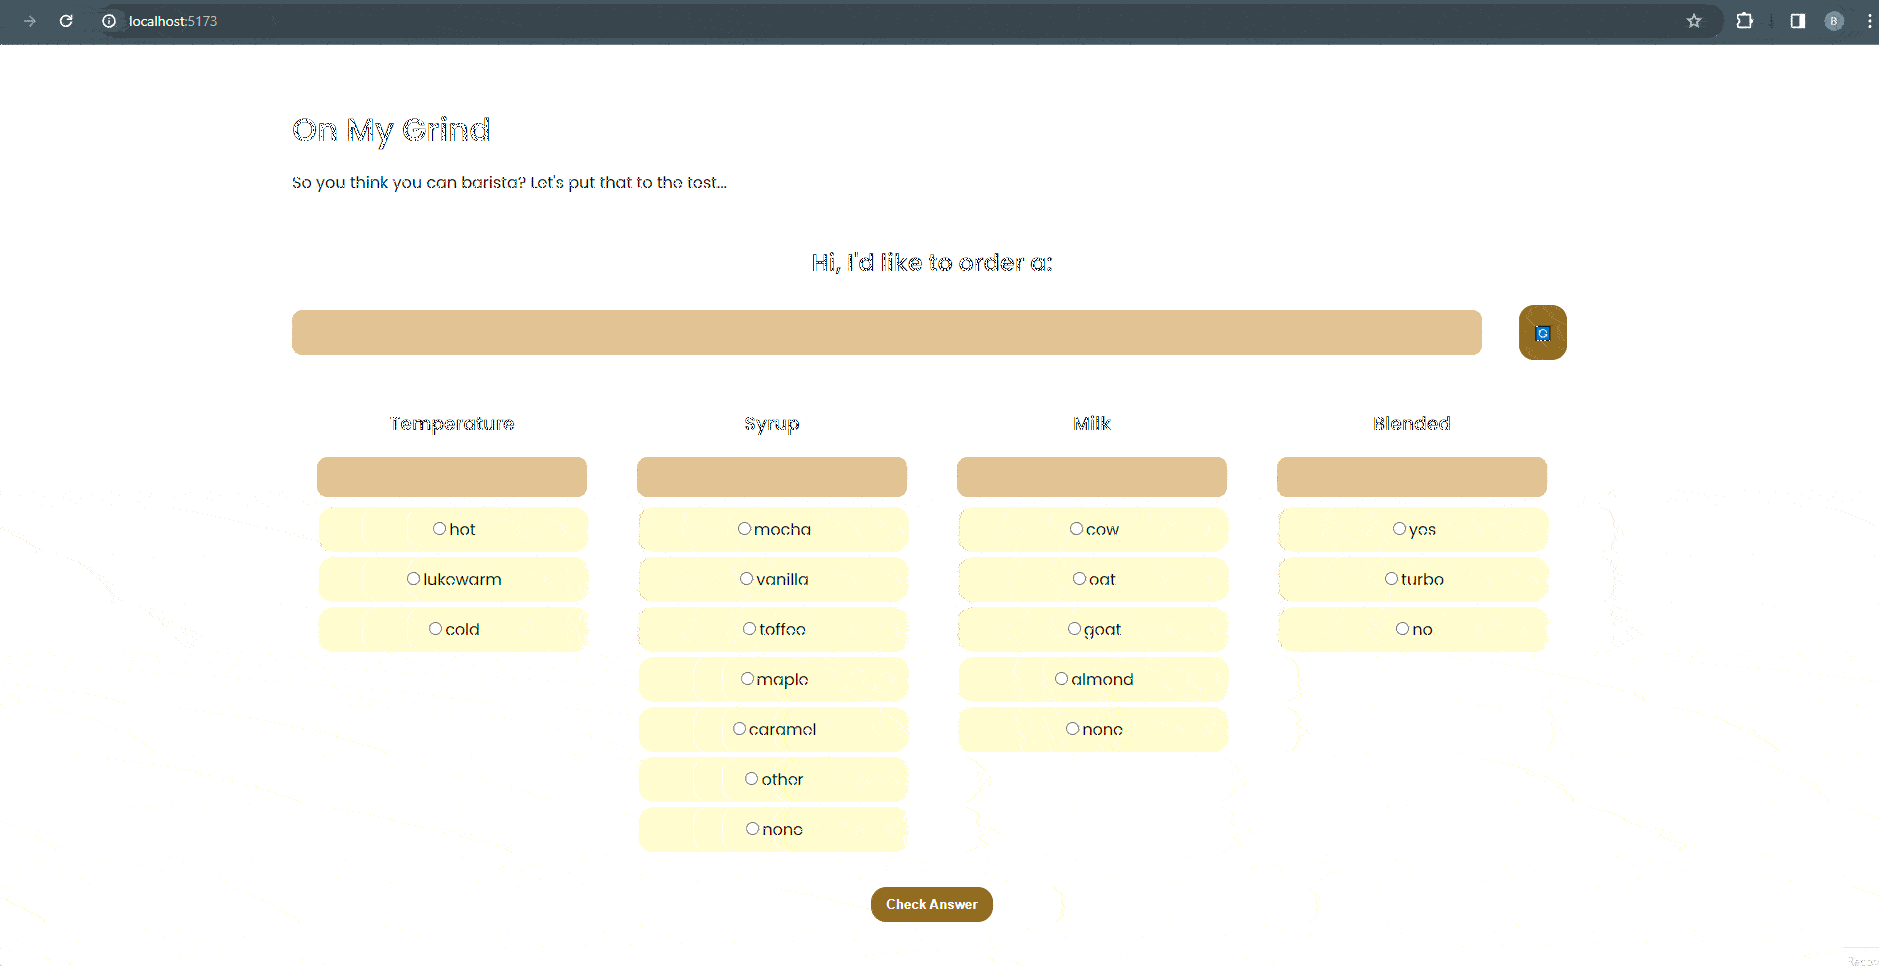 localhost:5173
B
On My Grind
So you think you can barista? Let's put that to the test...
Hi, I'd like to order a:
Temperature
Syrup
Milk
Blended
hot
mocha
cow
yes
lukewarm
vanilla
oat
turbo
cold
toffee
goat
no
maple
almond
caramel
none
other
none
Check Answer